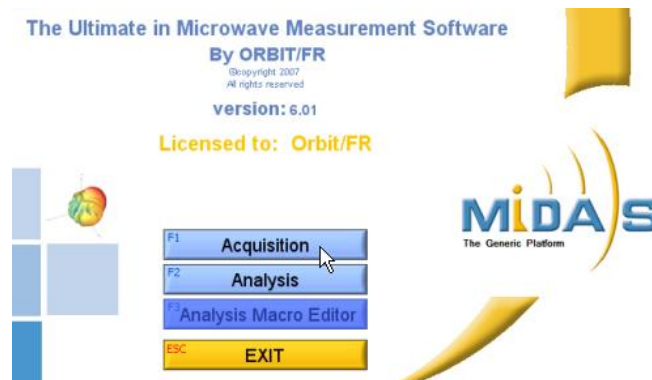 The Ultimate in Microwave Measurement Software
By ORBIT/FR
©copyright 2007
All rights reserved
version: 6.01
Licensed to: Orbit/FR
MiDAS
The Generic Platform
F1 Acquisition
F2 Analysis
F3 Analysis Macro Editor
ESC EXIT